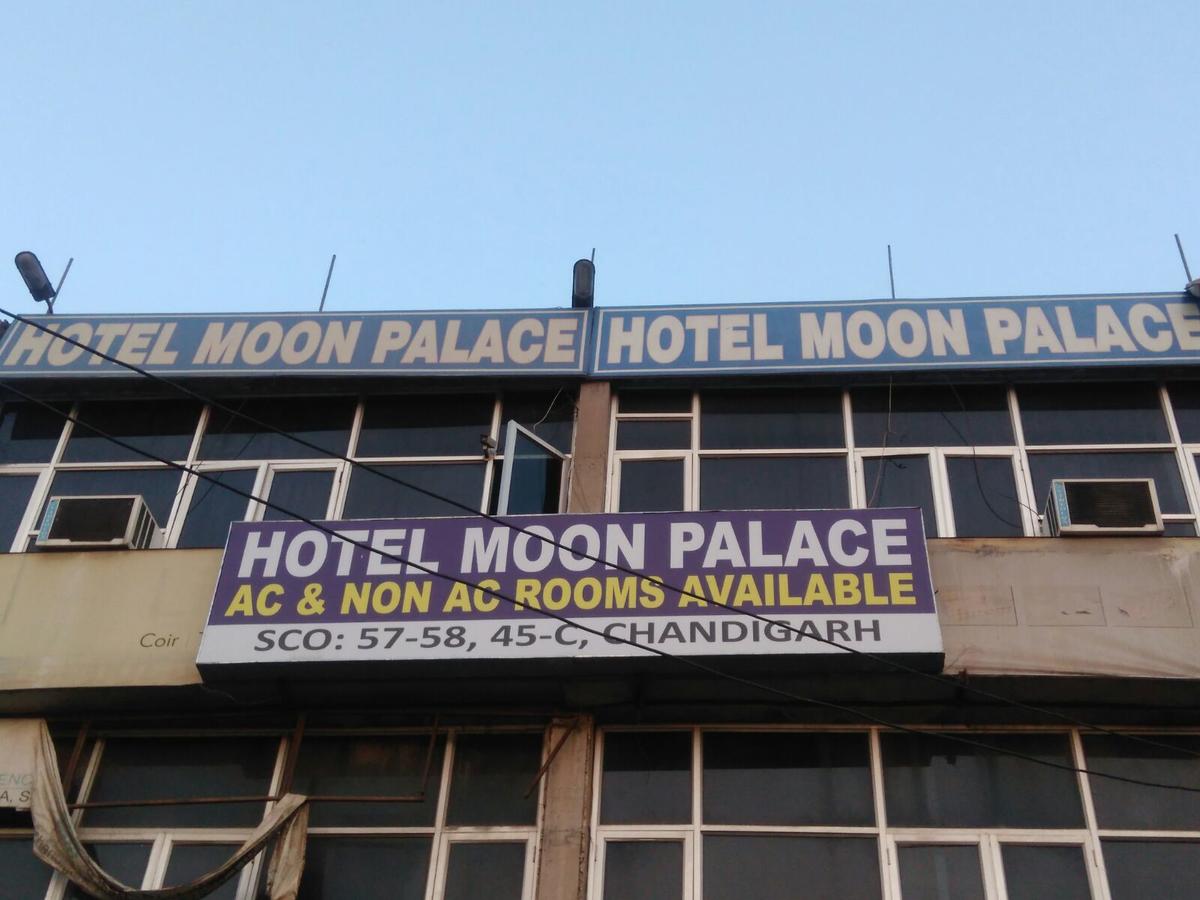 HOTEL MOON PALACE
HOTEL MOON PALACE
HOTEL MOON PALACE
AC & NON AC ROOMS AVAILABLE
SCO: 57-58, 45-C, CHANDIGARH
Coir